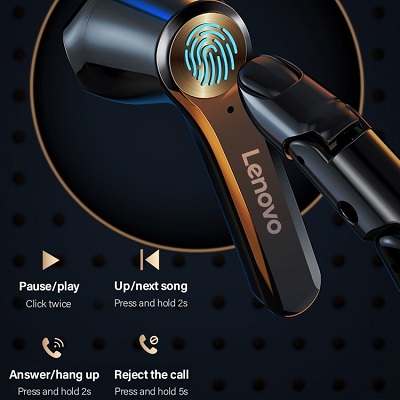 Lenovo
Pause/play
Click twice
Up/next song
Press and hold 2s
Answer/hang up
Press and hold 2s
Reject the call
Press and hold 5s